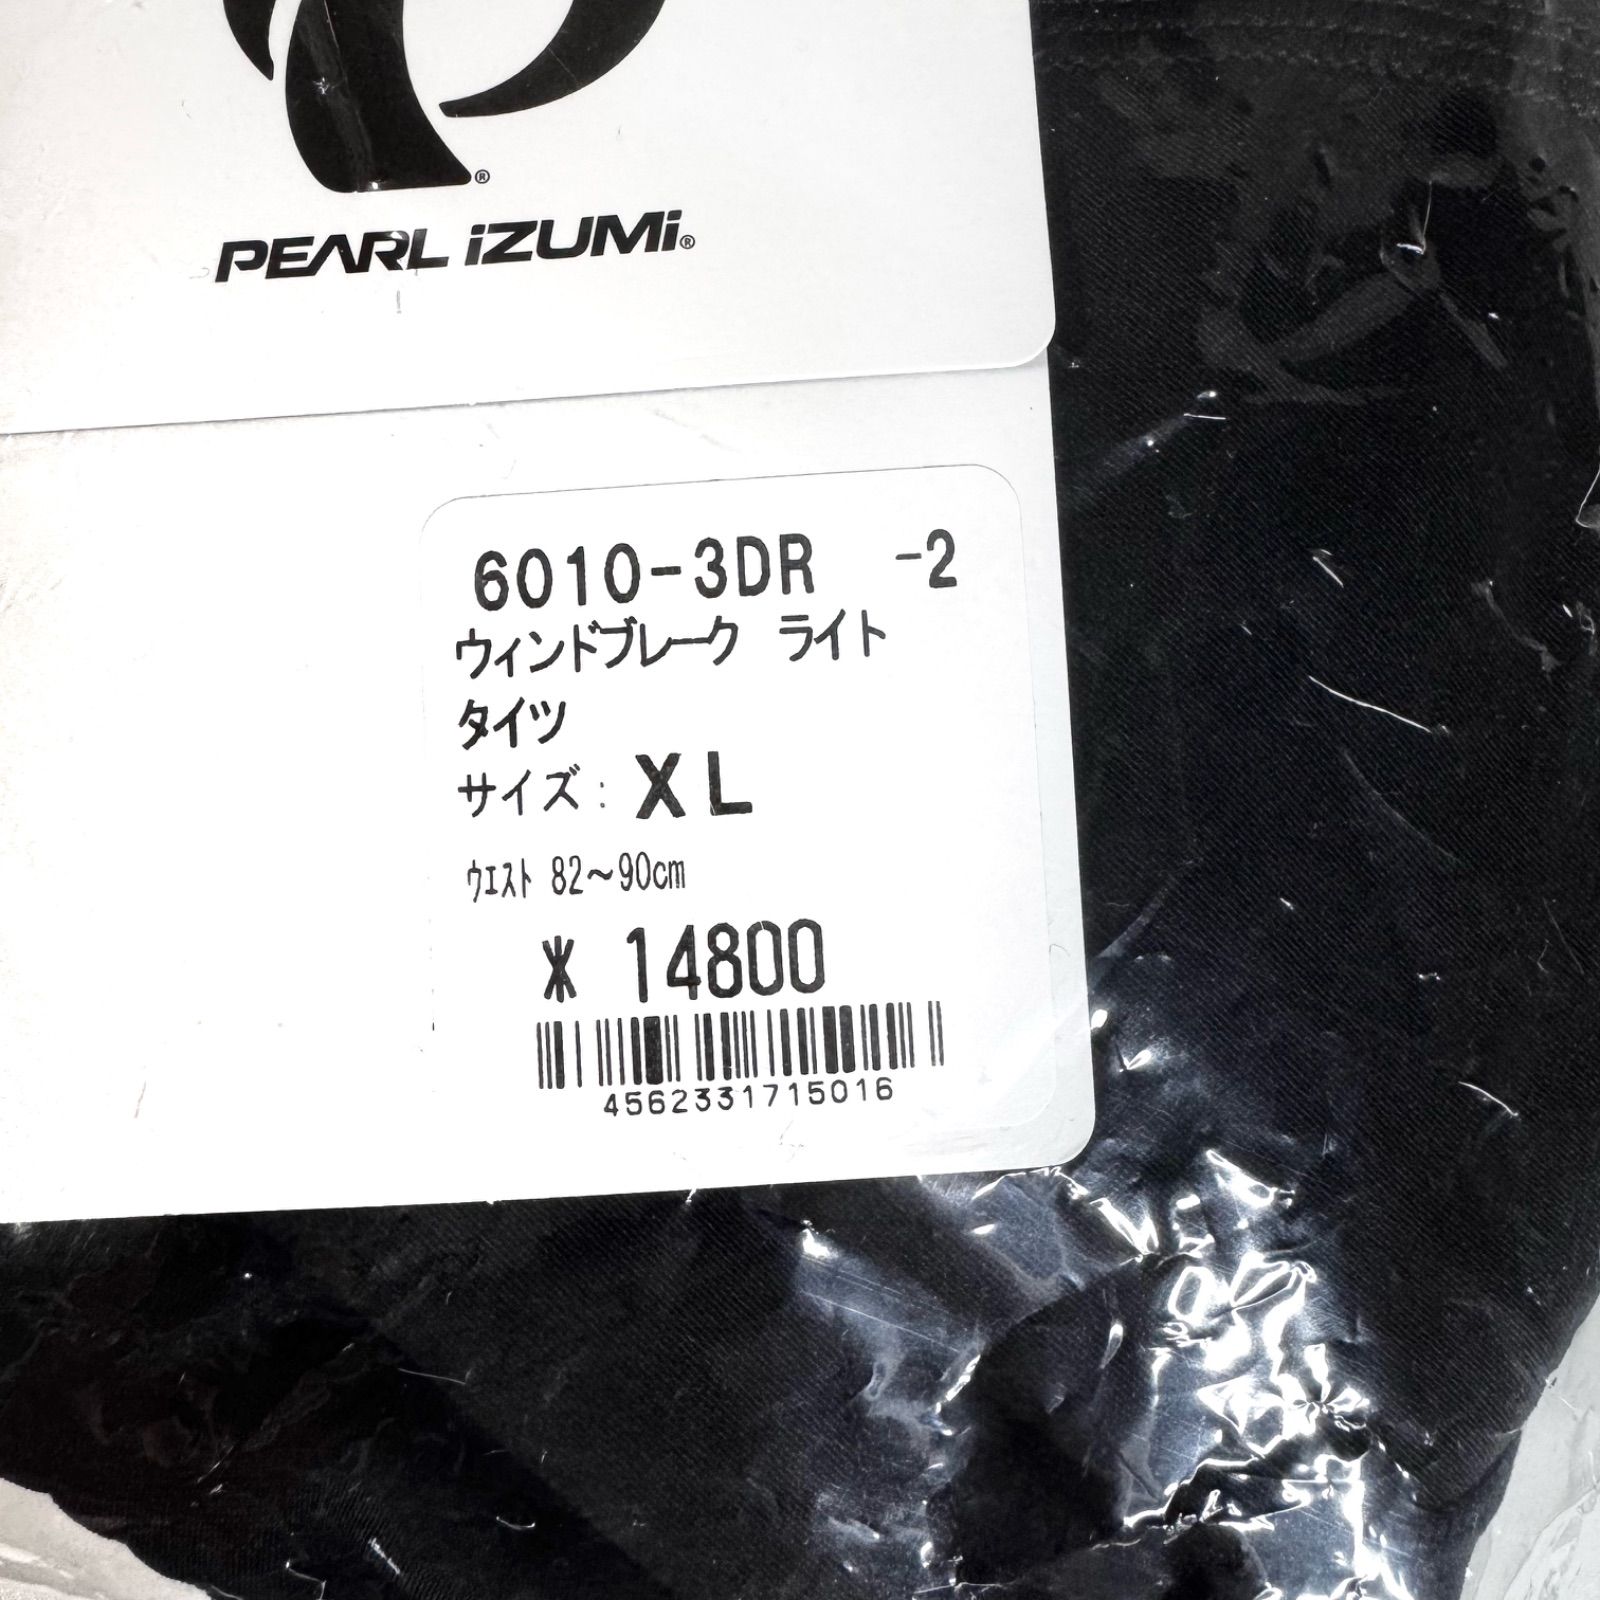 ®
PEARL iZUMi®
6010-3DR -2
ウィンドブレーク ライト
タイツ
サイズ: XL
ウエスト 82～90cm
¥ 14800
4562331715016